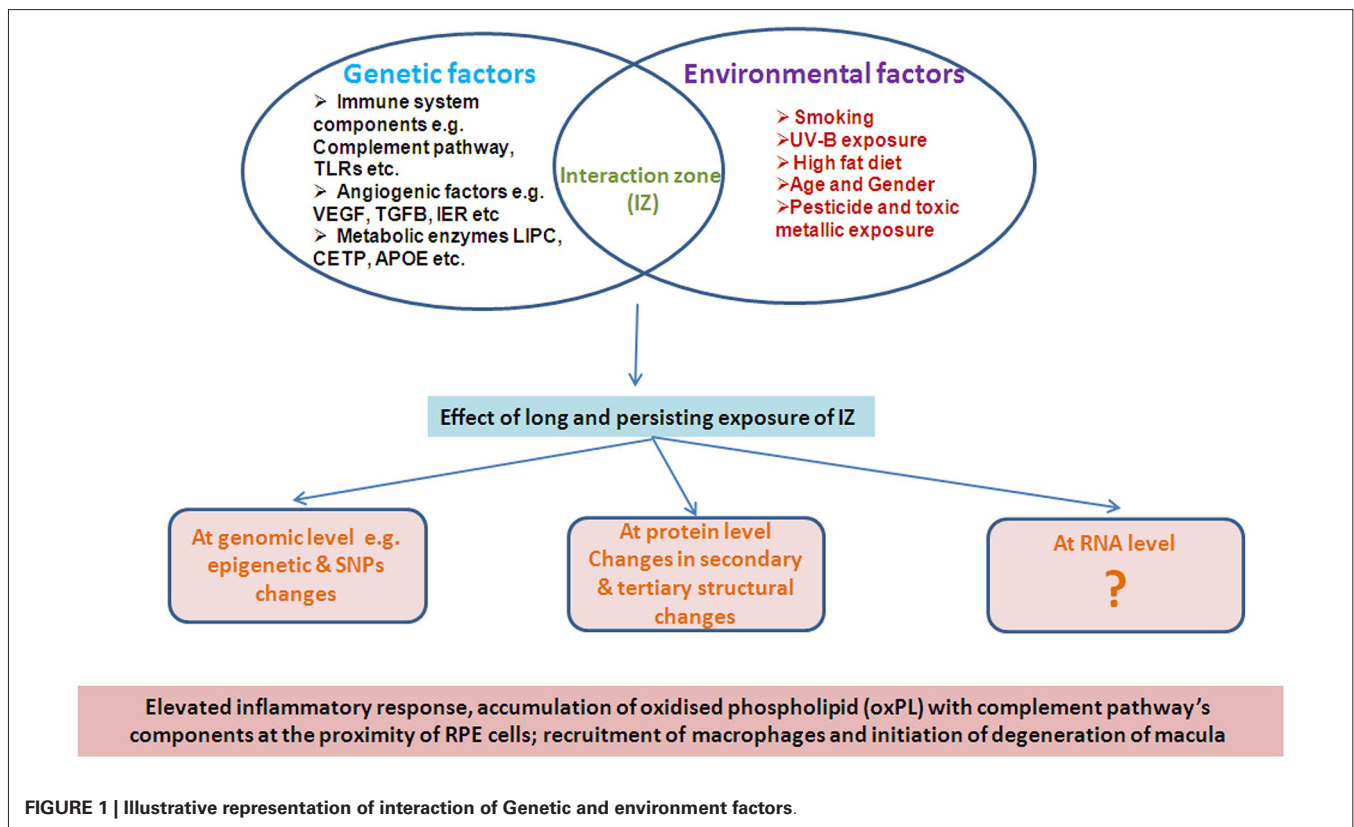 Genetic factors
➢ Immune system
components e.g.
Complement pathway,
TLRs etc.
➢ Angiogenic factors e.g.
VEGF, TGFB, IER etc
➢ Metabolic enzymes LIPC,
CETP, APOE etc.
Interaction zone
(IZ)
Environmental factors
➢ Smoking
➢UV-B exposure
➢ High fat diet
➢Age and Gender
➢Pesticide and toxic
metallic exposure
Effect of long and persisting exposure of IZ
At genomic level e.g.
epigenetic & SNPs
changes
At protein level
Changes in secondary
& tertiary structural
changes
At RNA level
?
Elevated inflammatory response, accumulation of oxidised phospholipid (oxPL) with complement pathway's
components at the proximity of RPE cells; recruitment of macrophages and initiation of degeneration of macula
FIGURE 1 | Illustrative representation of interaction of Genetic and environment factors.